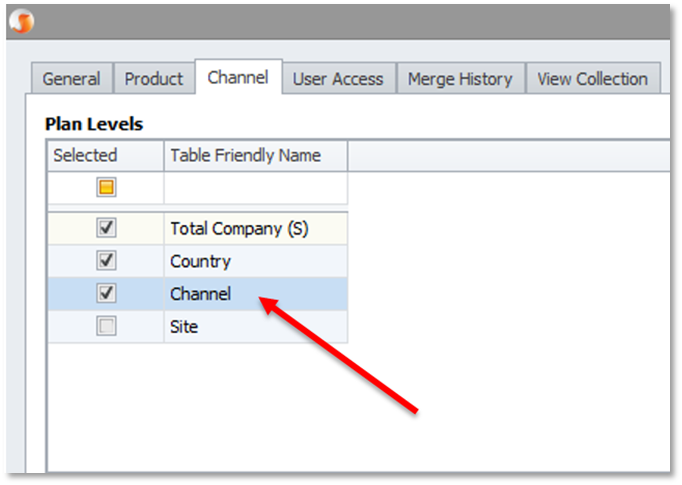 General Product Channel User Access Merge History View Collection
Plan Levels
Selected Table Friendly Name
Total Company (S)
Country
Channel
Site